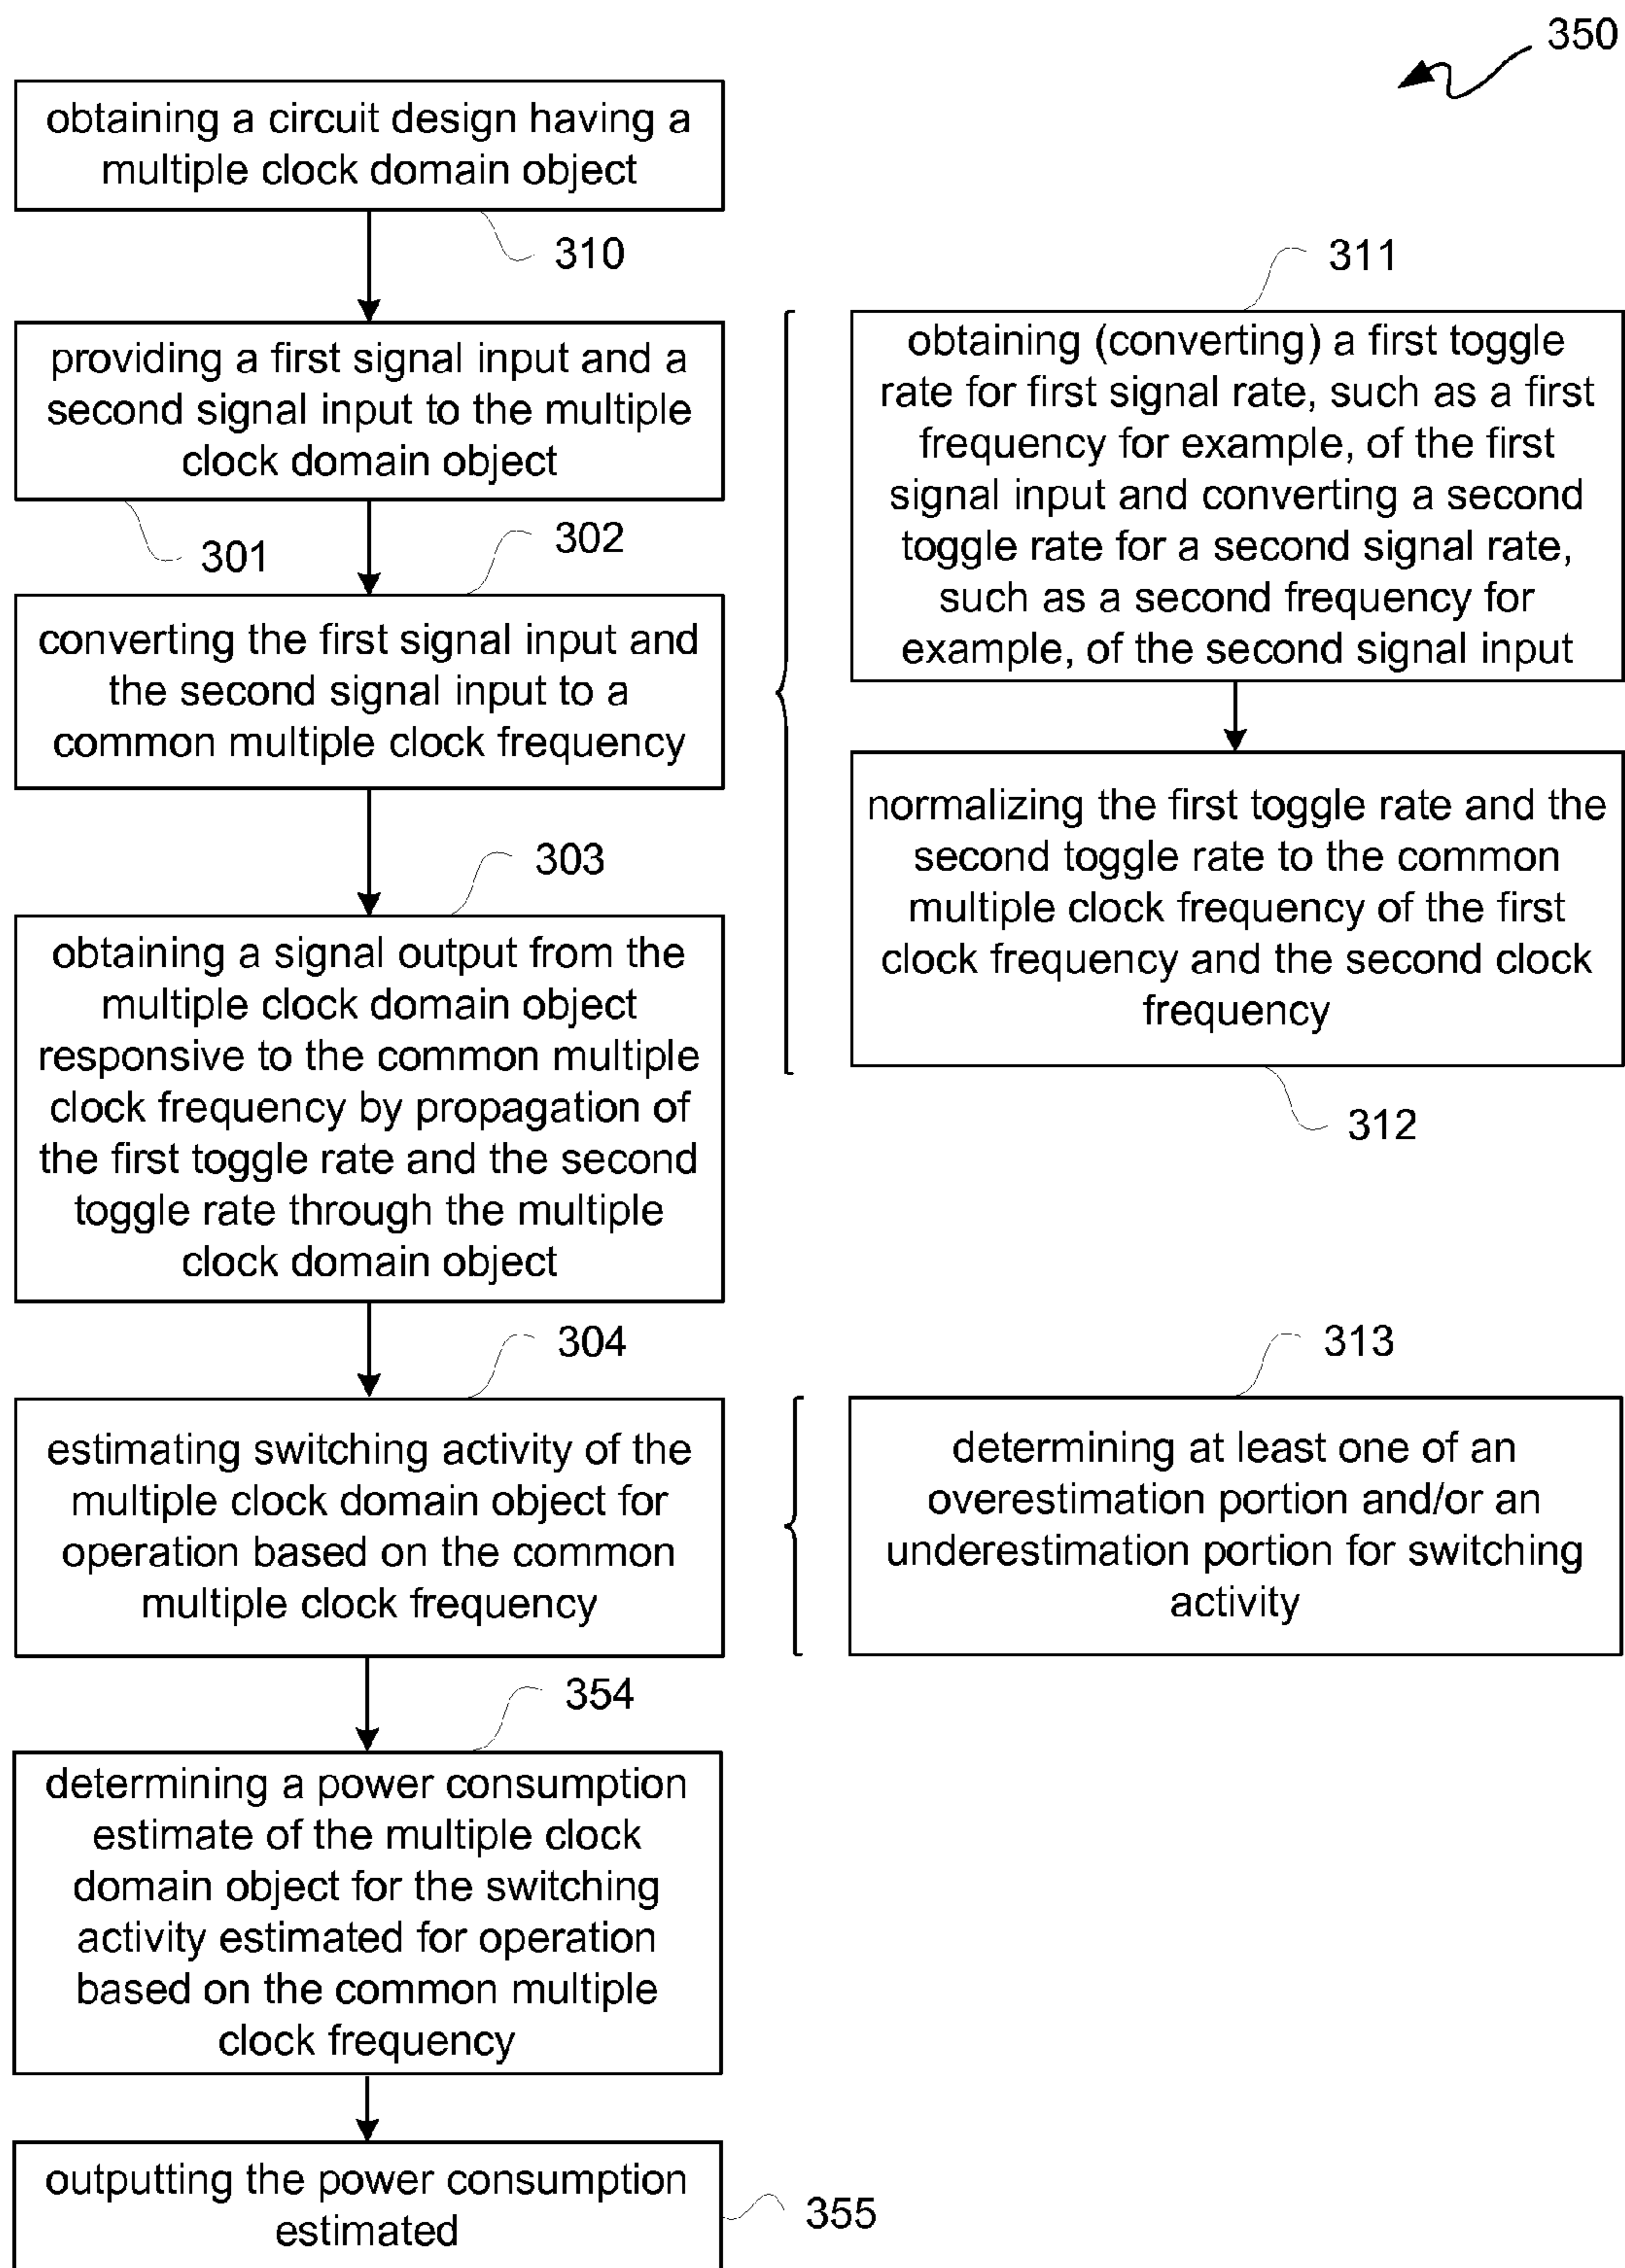 350
obtaining a circuit design having a
multiple clock domain object
310
providing a first signal input and a
second signal input to the multiple
clock domain object
301
302
converting the first signal input and
the second signal input to a
common multiple clock frequency
311
obtaining (converting) a first toggle
rate for first signal rate, such as a first
frequency for example, of the first
signal input and converting a second
toggle rate for a second signal rate,
such as a second frequency for
example, of the second signal input
normalizing the first toggle rate and the
second toggle rate to the common
multiple clock frequency of the first
clock frequency and the second clock
frequency
312
303
obtaining a signal output from the
multiple clock domain object
responsive to the common multiple
clock frequency by propagation of
the first toggle rate and the second
toggle rate through the multiple
clock domain object
304
estimating switching activity of the
multiple clock domain object for
operation based on the common
multiple clock frequency
313
determining at least one of an
overestimation portion and/or an
underestimation portion for switching
activity
354
determining a power consumption
estimate of the multiple clock
domain object for the switching
activity estimated for operation
based on the common multiple
clock frequency
outputting the power consumption
estimated
355